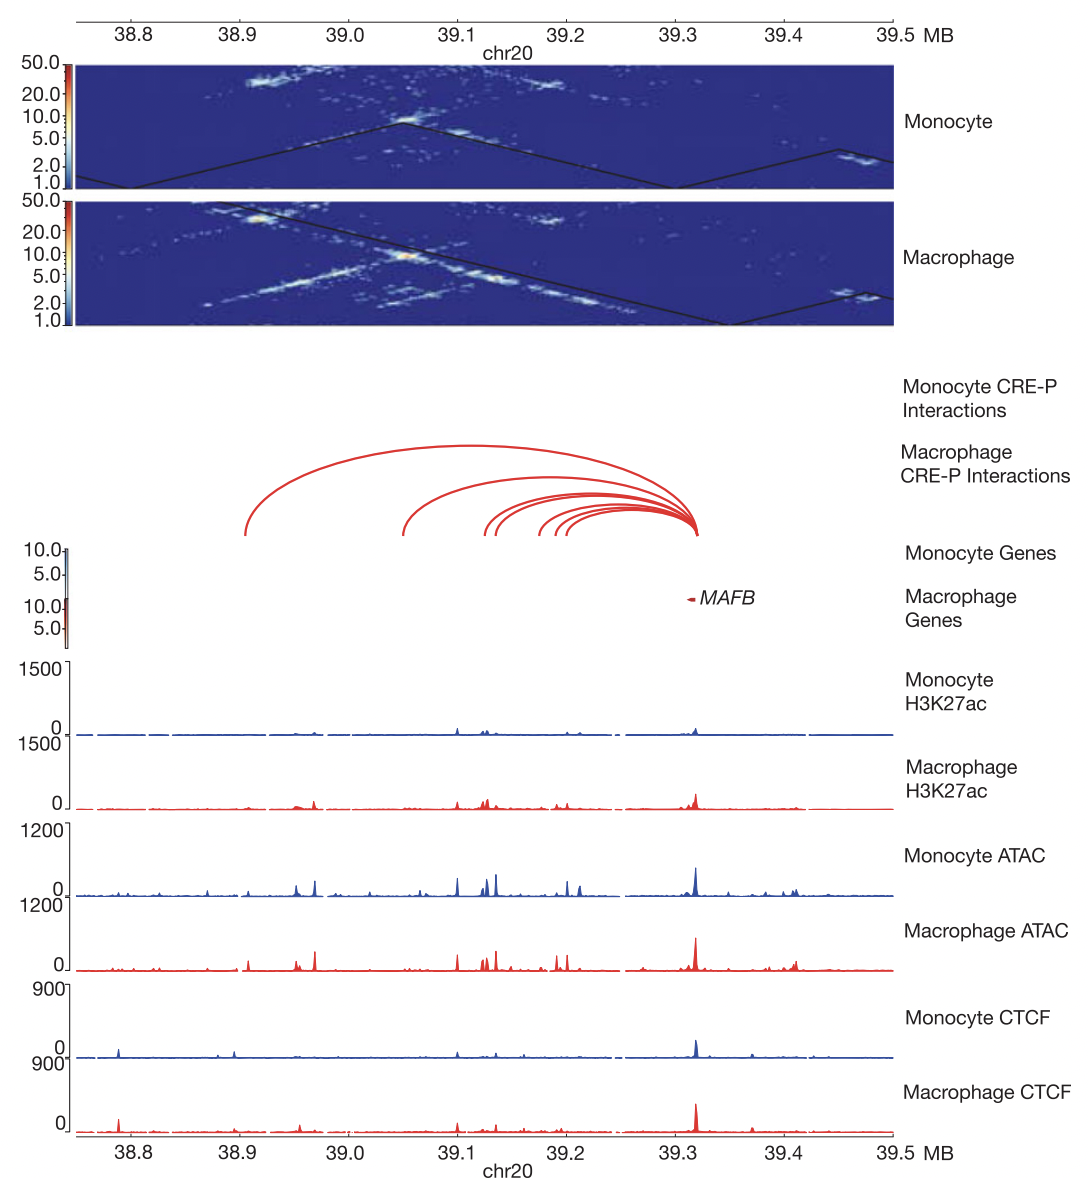 38.8 38.9 39.0 39.1 39.2 39.3 39.4 39.5 MB
chr20
50.0
20.0
10.0
5.0
2.0
1.0
Monocyte
50.0
20.0
10.0
5.0
2.0
1.0
Macrophage
Monocyte CRE-P
Interactions
Macrophage
CRE-P Interactions
10.0
5.0
Monocyte Genes
10.0
5.0
MAFB
Macrophage
Genes
1500
0
Monocyte
H3K27ac
1500
0
Macrophage
H3K27ac
1200
0
Monocyte ATAC
1200
0
Macrophage ATAC
900
0
Monocyte CTCF
900
0
Macrophage CTCF
38.8 38.9 39.0 39.1 39.2 39.3 39.4 39.5 MB
chr20